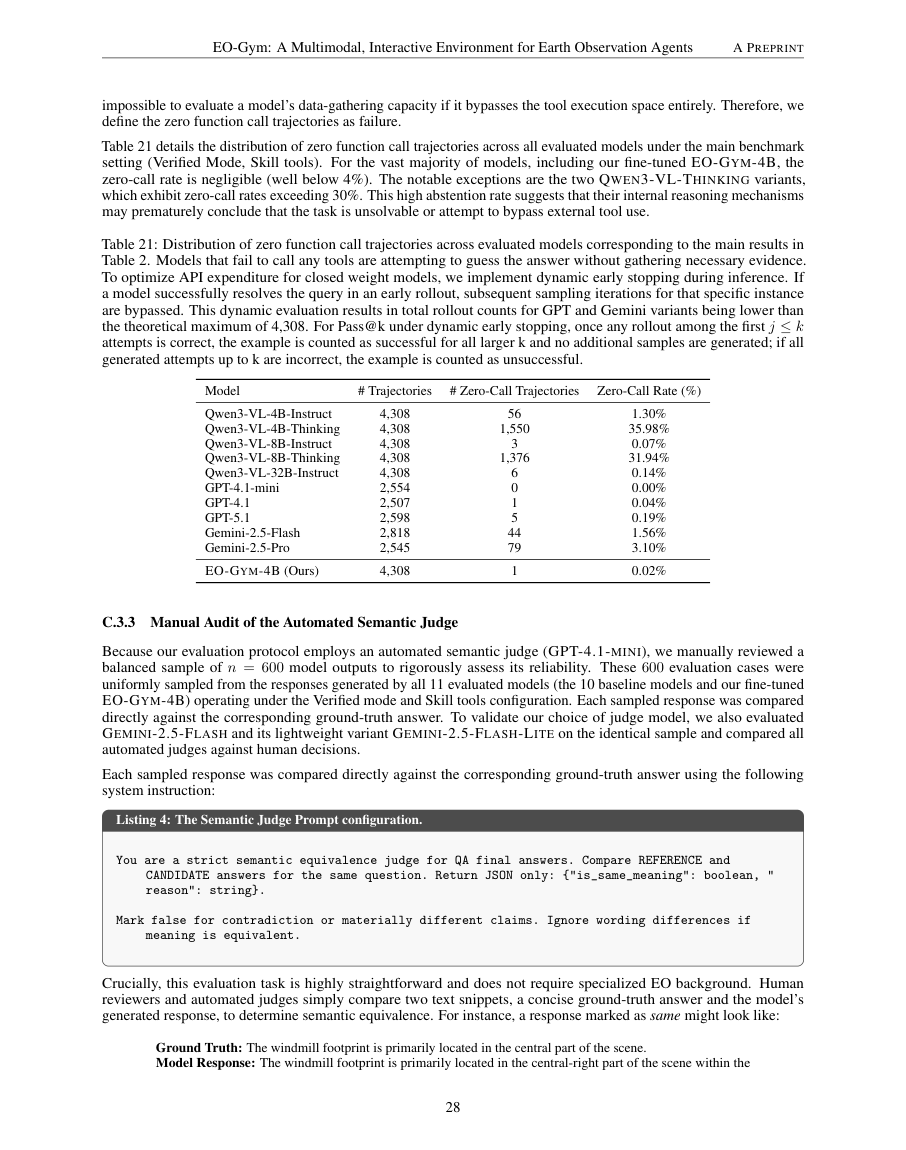 EO-Gym: A Multimodal, Interactive Environment for Earth Observation Agents A PREPRINT
impossible to evaluate a model's data-gathering capacity if it bypasses the tool execution space entirely. Therefore, we
define the zero function call trajectories as failure.
Table 21 details the distribution of zero function call trajectories across all evaluated models under the main benchmark
setting (Verified Mode, Skill tools). For the vast majority of models, including our fine-tuned EO-GYM-4B, the
zero-call rate is negligible (well below 4%). The notable exceptions are the two QWEN3-VL-THINKING variants,
which exhibit zero-call rates exceeding 30%. This high abstention rate suggests that their internal reasoning mechanisms
may prematurely conclude that the task is unsolvable or attempt to bypass external tool use.
Table 21: Distribution of zero function call trajectories across evaluated models corresponding to the main results in
Table 2. Models that fail to call any tools are attempting to guess the answer without gathering necessary evidence.
To optimize API expenditure for closed weight models, we implement dynamic early stopping during inference. If
a model successfully resolves the query in an early rollout, subsequent sampling iterations for that specific instance
are bypassed. This dynamic evaluation results in total rollout counts for GPT and Gemini variants being lower than
the theoretical maximum of 4,308. For Pass@k under dynamic early stopping, once any rollout among the first j ≤ k
attempts is correct, the example is counted as successful for all larger k and no additional samples are generated; if all
generated attempts up to k are incorrect, the example is counted as unsuccessful.
Model # Trajectories # Zero-Call Trajectories Zero-Call Rate (%)
Qwen3-VL-4B-Instruct 4,308 56 1.30%
Qwen3-VL-4B-Thinking 4,308 1,550 35.98%
Qwen3-VL-8B-Instruct 4,308 3 0.07%
Qwen3-VL-8B-Thinking 4,308 1,376 31.94%
Qwen3-VL-32B-Instruct 4,308 6 0.14%
GPT-4.1-mini 2,554 0 0.00%
GPT-4.1 2,507 1 0.04%
GPT-5.1 2,598 5 0.19%
Gemini-2.5-Flash 2,818 44 1.56%
Gemini-2.5-Pro 2,545 79 3.10%
EO-GYM-4B (Ours) 4,308 1 0.02%
C.3.3 Manual Audit of the Automated Semantic Judge
Because our evaluation protocol employs an automated semantic judge (GPT-4.1-MINI), we manually reviewed a
balanced sample of n = 600 model outputs to rigorously assess its reliability. These 600 evaluation cases were
uniformly sampled from the responses generated by all 11 evaluated models (the 10 baseline models and our fine-tuned
EO-GYM-4B) operating under the Verified mode and Skill tools configuration. Each sampled response was compared
directly against the corresponding ground-truth answer. To validate our choice of judge model, we also evaluated
GEMINI-2.5-FLASH and its lightweight variant GEMINI-2.5-FLASH-LITE on the identical sample and compared all
automated judges against human decisions.
Each sampled response was compared directly against the corresponding ground-truth answer using the following
system instruction:
Listing 4: The Semantic Judge Prompt configuration.
You are a strict semantic equivalence judge for QA final answers. Compare REFERENCE and
CANDIDATE answers for the same question. Return JSON only: {"is_same_meaning": boolean, "
reason": string}.
Mark false for contradiction or materially different claims. Ignore wording differences if
meaning is equivalent.
Crucially, this evaluation task is highly straightforward and does not require specialized EO background. Human
reviewers and automated judges simply compare two text snippets, a concise ground-truth answer and the model's
generated response, to determine semantic equivalence. For instance, a response marked as same might look like:
Ground Truth: The windmill footprint is primarily located in the central part of the scene.
Model Response: The windmill footprint is primarily located in the central-right part of the scene within the
28